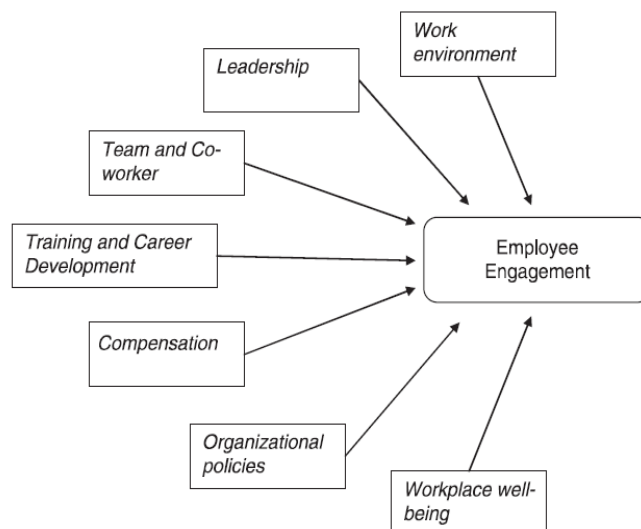 Work
environment
Leadership
Team and Co-
worker
Training and Career
Development
Employee
Engagement
Compensation
Organizational
policies
Workplace well-
being